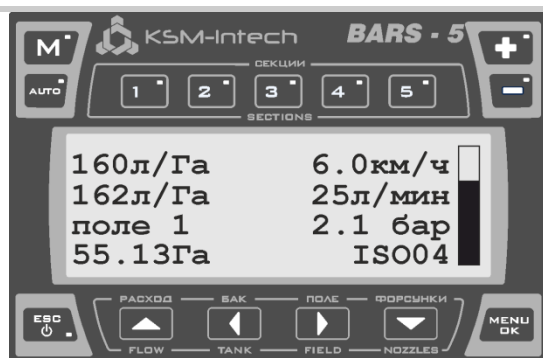 M KSM-Intech BARS - 5 +
AUTO СЕКЦИИ -
1 2 3 4 5
SECTIONS
160л/Га 6.0км/ч
162л/Га 25л/мин
поле 1 2.1 бар
55.13Га ISO04
ESC РАСХОД БАК ПОЛЕ ФОРСУНКИ MENU OK
FLOW TANK FIELD NOZZLES